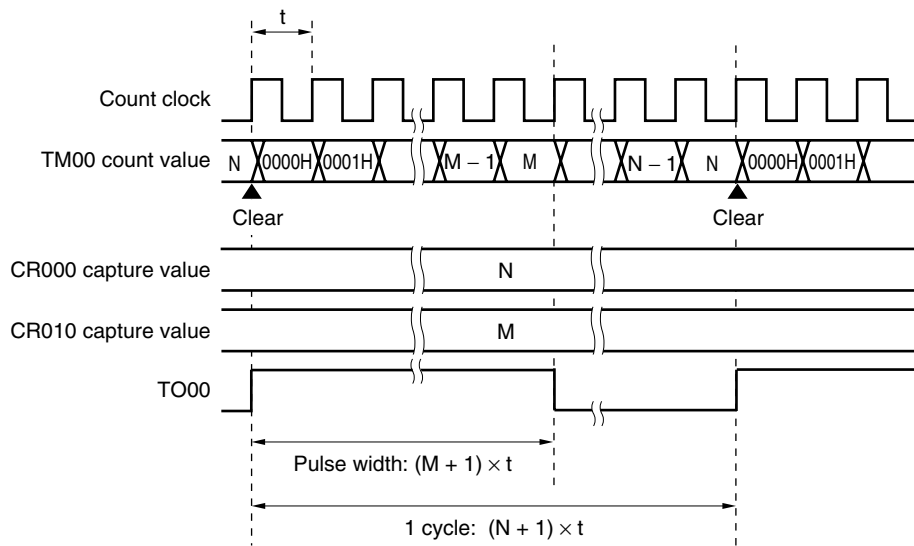 t
Count clock
TM00 count value N 0000H 0001H M – 1 M N – 1 N 0000H 0001H
Clear Clear
CR000 capture value N
CR010 capture value M
TO00
Pulse width: (M + 1) × t
1 cycle: (N + 1) × t